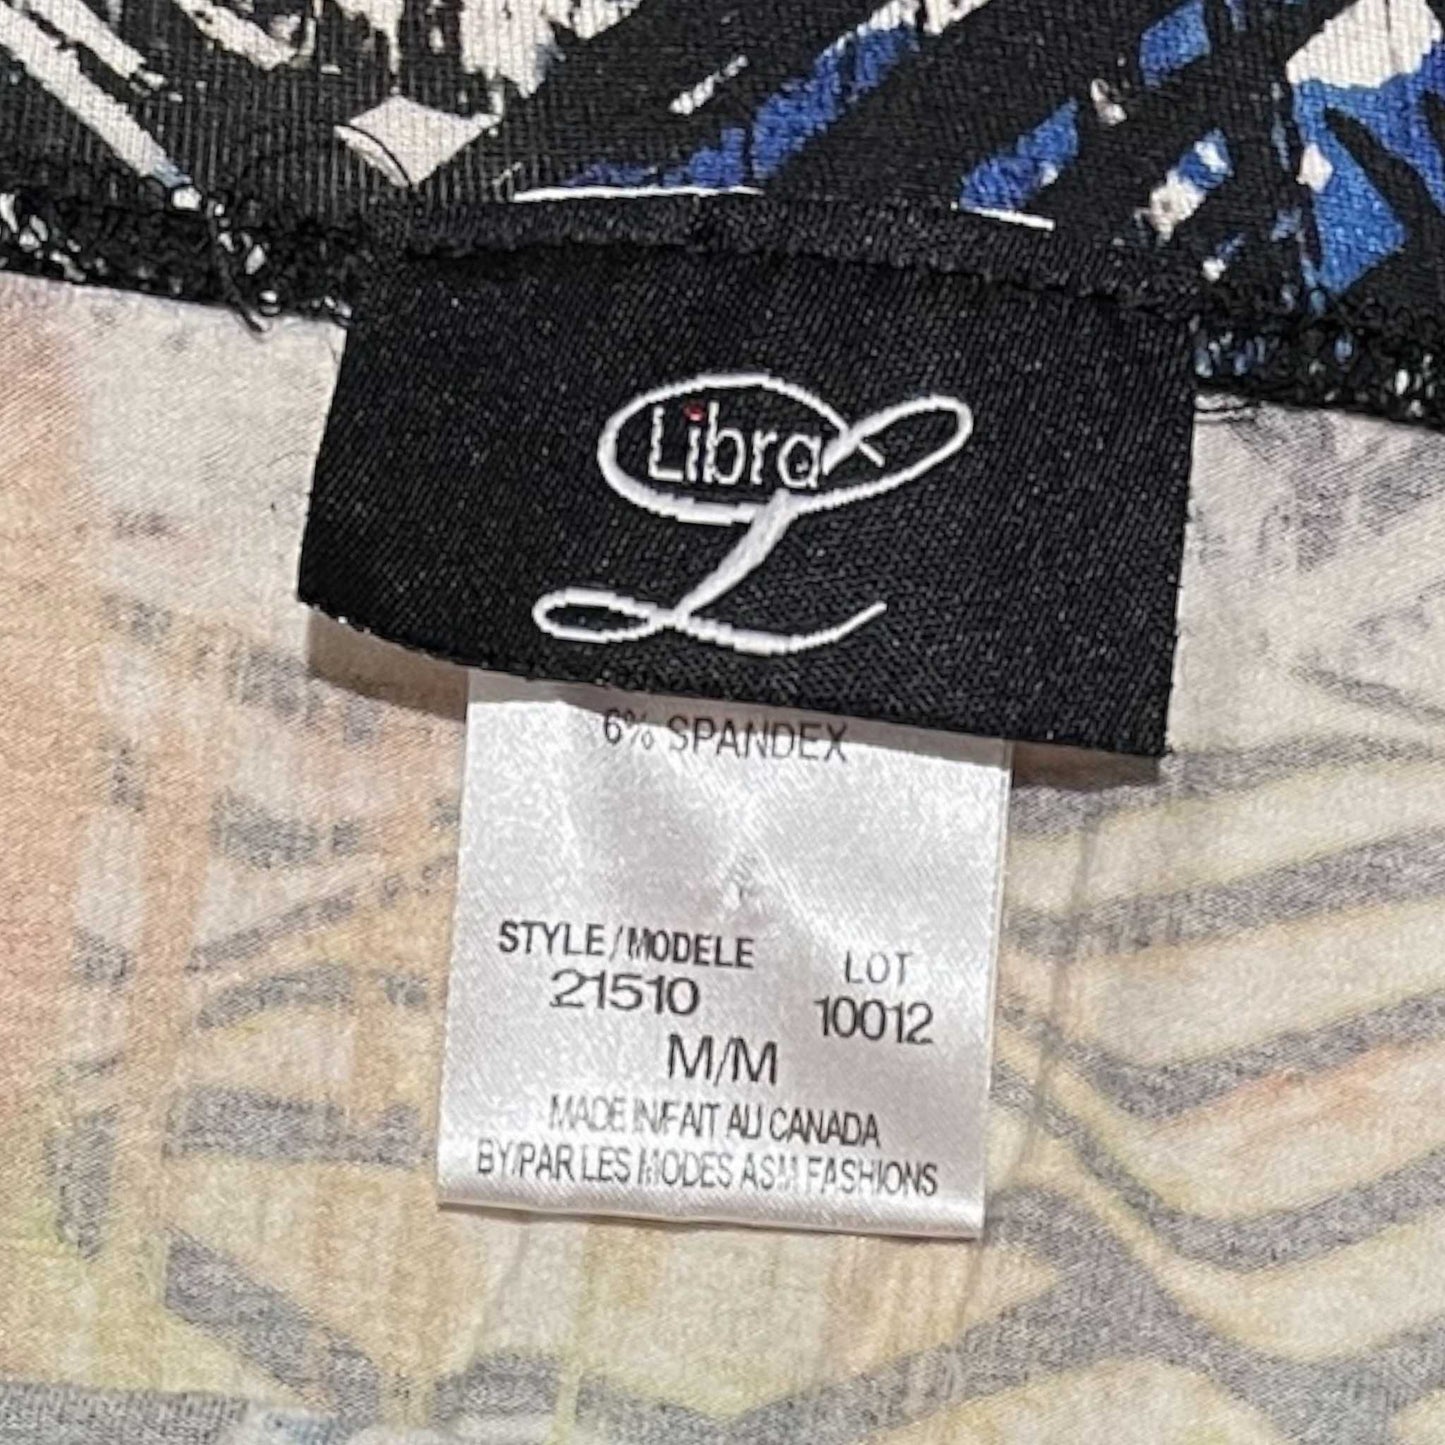 Libra
L
6% SPANDEX
STYLE/MODELE LOT
21510 10012
M/M
MADE IN/FAIT AU CANADA
BY/PAR LES MODES ASM FASHIONS